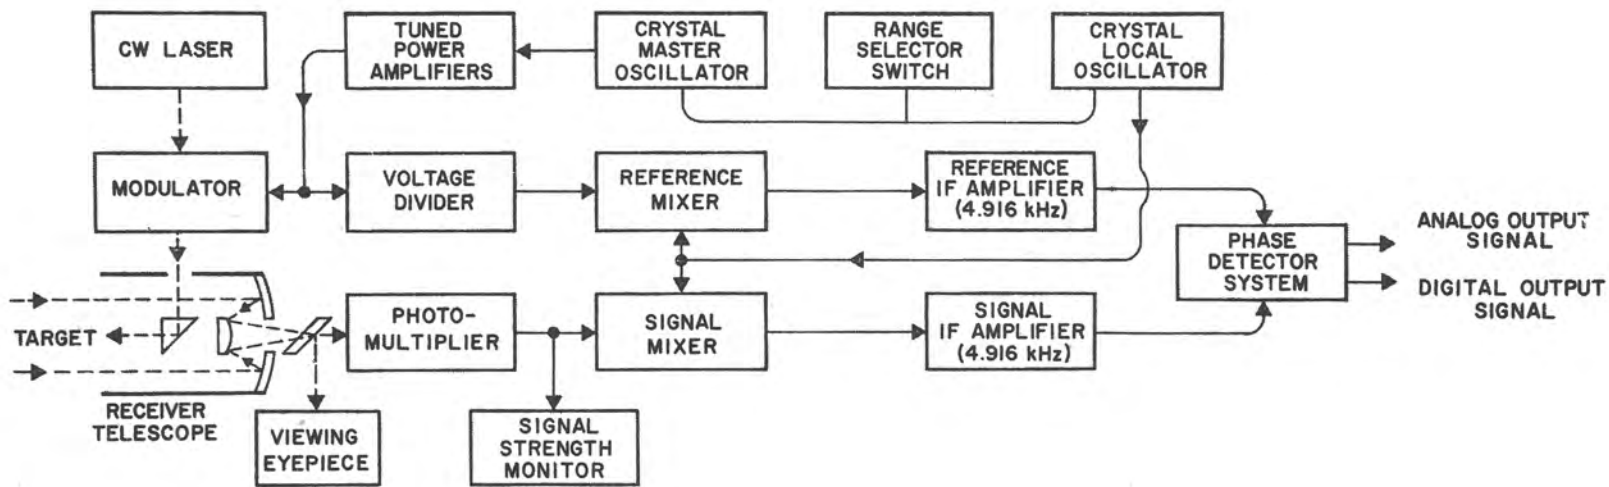 CW LASER
TUNED
POWER
AMPLIFIERS
CRYSTAL
MASTER
OSCILLATOR
RANGE
SELECTOR
SWITCH
CRYSTAL
LOCAL
OSCILLATOR
MODULATOR
VOLTAGE
DIVIDER
REFERENCE
MIXER
REFERENCE
IF AMPLIFIER
(4.916 kHz)
PHASE
DETECTOR
SYSTEM
ANALOG OUTPUT
SIGNAL
DIGITAL OUTPUT
SIGNAL
TARGET
PHOTO-
MULTIPLIER
SIGNAL
MIXER
SIGNAL
IF AMPLIFIER
(4.916 kHz)
RECEIVER
TELESCOPE
VIEWING
EYEPIECE
SIGNAL
STRENGTH
MONITOR